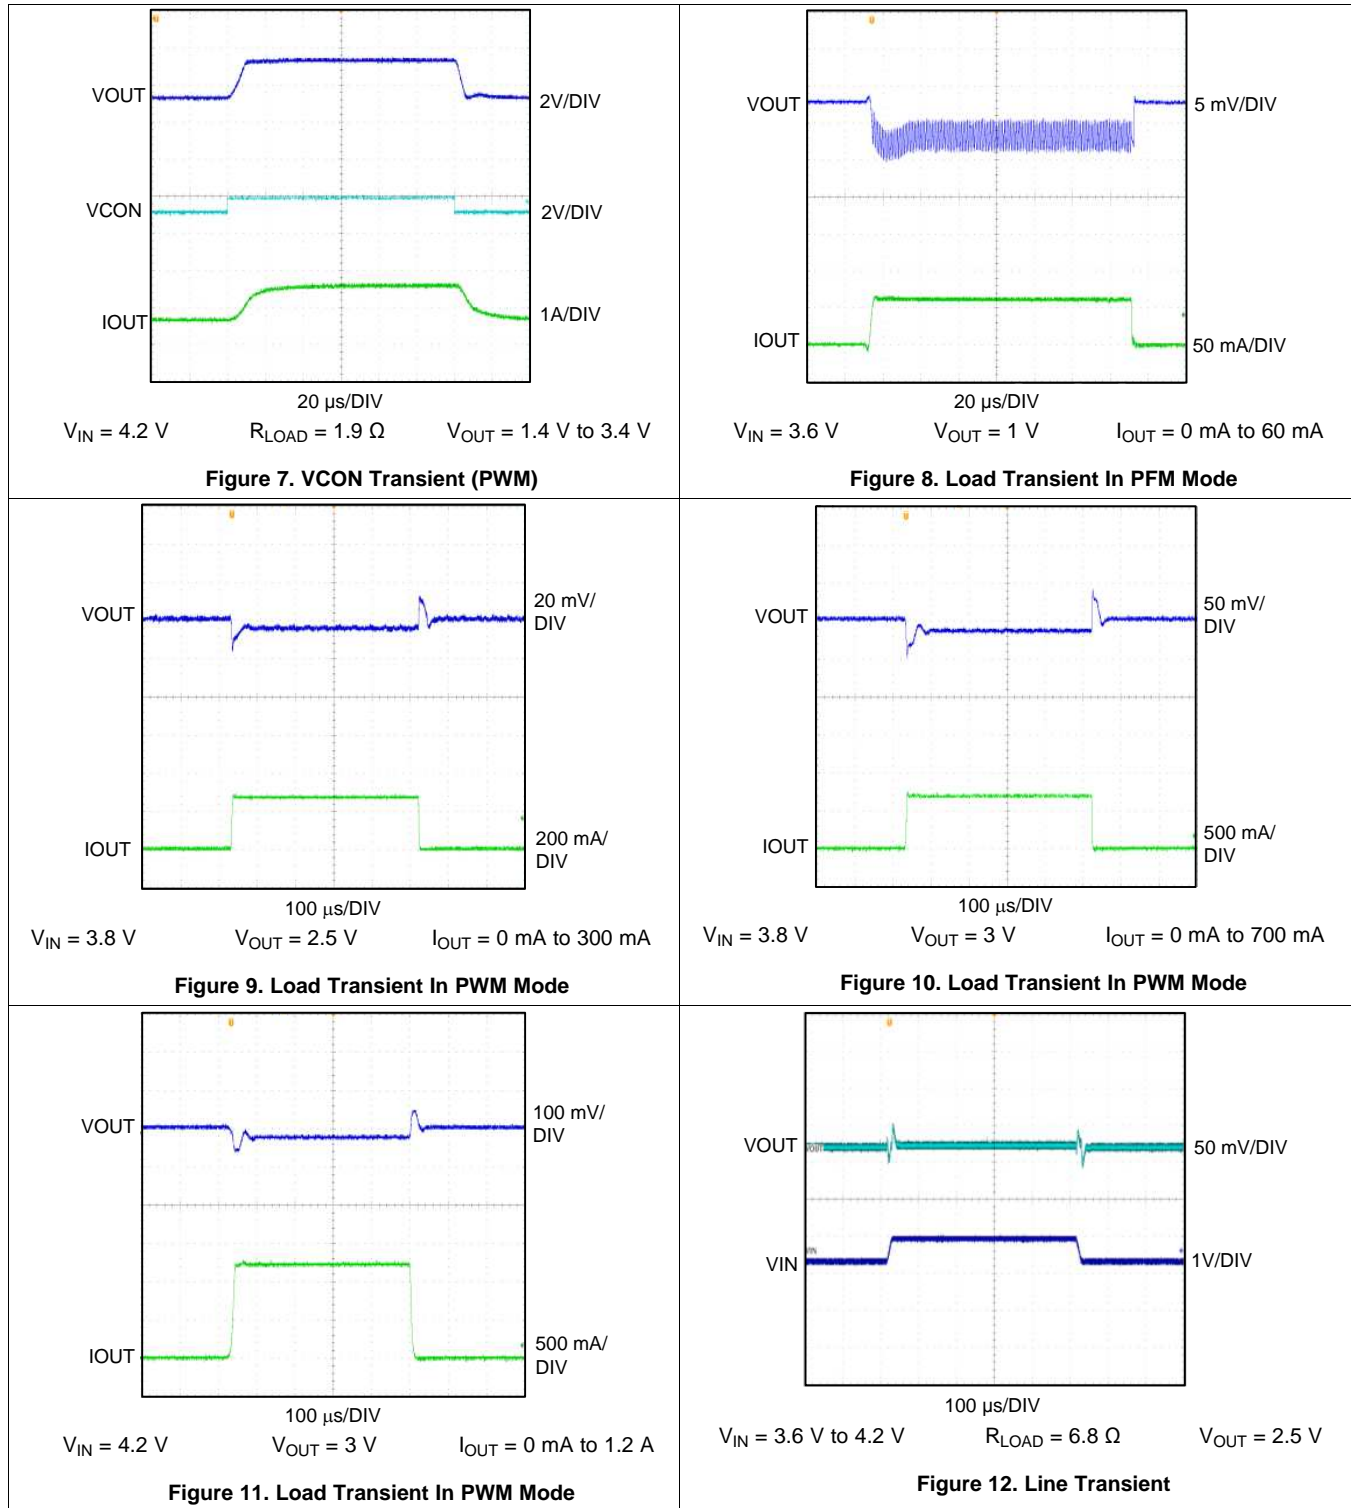 VOUT
2V/DIV
VCON
2V/DIV
IOUT
1A/DIV
20 µs/DIV
VIN = 4.2 V RLOAD = 1.9 Ω VOUT = 1.4 V to 3.4 V
Figure 7. VCON Transient (PWM)
VOUT
5 mV/DIV
IOUT
50 mA/DIV
20 µs/DIV
VIN = 3.6 V VOUT = 1 V IOUT = 0 mA to 60 mA
Figure 8. Load Transient In PFM Mode
VOUT
20 mV/
DIV
IOUT
200 mA/
DIV
100 µs/DIV
VIN = 3.8 V VOUT = 2.5 V IOUT = 0 mA to 300 mA
Figure 9. Load Transient In PWM Mode
VOUT
50 mV/
DIV
IOUT
500 mA/
DIV
100 µs/DIV
VIN = 3.8 V VOUT = 3 V IOUT = 0 mA to 700 mA
Figure 10. Load Transient In PWM Mode
VOUT
100 mV/
DIV
IOUT
500 mA/
DIV
100 µs/DIV
VIN = 4.2 V VOUT = 3 V IOUT = 0 mA to 1.2 A
Figure 11. Load Transient In PWM Mode
VOUT
50 mV/DIV
VIN
1V/DIV
100 µs/DIV
VIN = 3.6 V to 4.2 V RLOAD = 6.8 Ω VOUT = 2.5 V
Figure 12. Line Transient